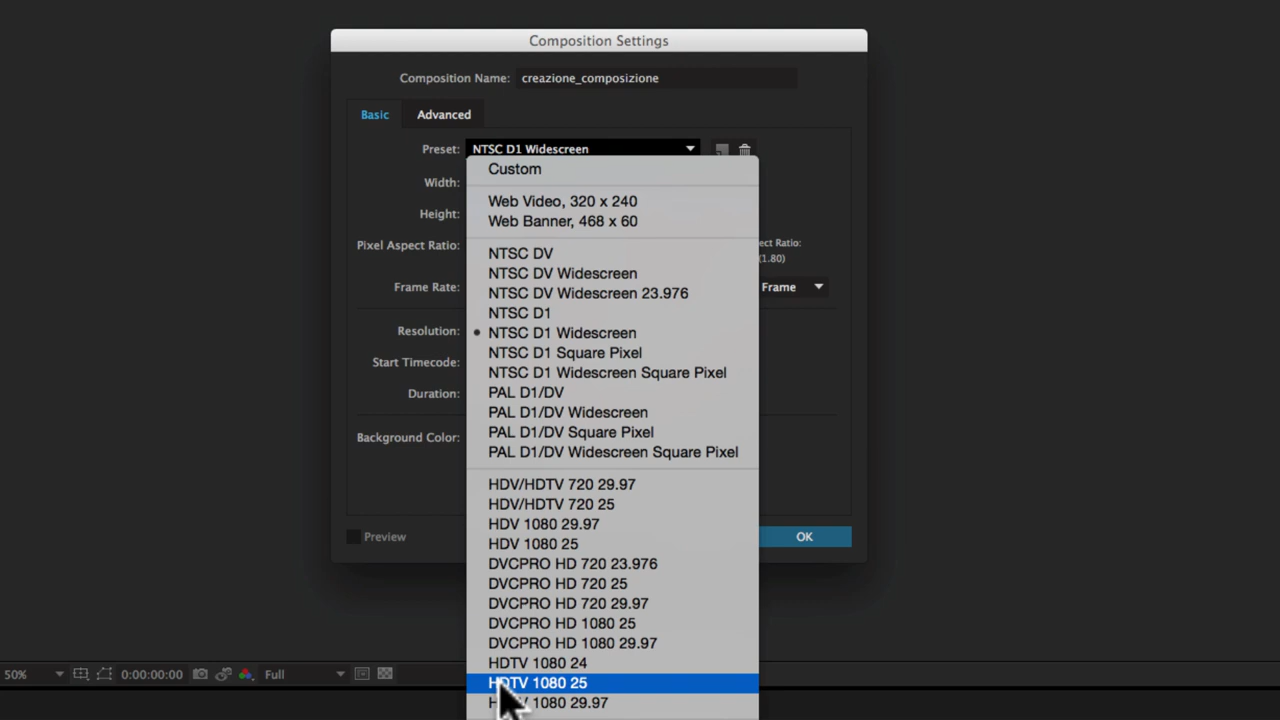 Composition Settings
Composition Name: creazione_composizione
Basic Advanced
Preset: NTSC D1 Widescreen
Custom
Width:
Web Video, 320 x 240
Height:
Web Banner, 468 x 60
Pixel Aspect Ratio:
ect Ratio:
(1.80)
NTSC DV
NTSC DV Widescreen
Frame Rate:
Frame
NTSC DV Widescreen 23.976
NTSC D1
Resolution:
NTSC D1 Widescreen
NTSC D1 Square Pixel
Start Timecode:
NTSC D1 Widescreen Square Pixel
Duration:
PAL D1/DV
PAL D1/DV Widescreen
PAL D1/DV Square Pixel
Background Color:
PAL D1/DV Widescreen Square Pixel
HDV/HDTV 720 29.97
HDV/HDTV 720 25
HDV 1080 29.97
Preview
OK
HDV 1080 25
DVCPRO HD 720 23.976
DVCPRO HD 720 25
DVCPRO HD 720 29.97
DVCPRO HD 1080 25
DVCPRO HD 1080 29.97
HDTV 1080 24
50% 0:00:00:00 Full
HDTV 1080 25
1080 29.97